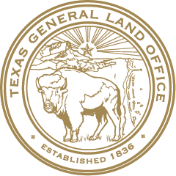 TEXAS GENERAL LAND OFFICE
ESTABLISHED 1836